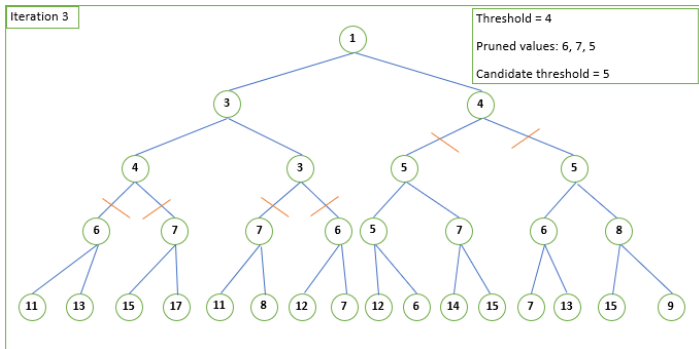 Iteration 3
Threshold = 4
Pruned values: 6, 7, 5
Candidate threshold = 5
1
3 4
4 3 5 5
6 7 7 6 5 7 6 8
11 13 15 17 11 8 12 7 12 6 14 15 7 13 15 9